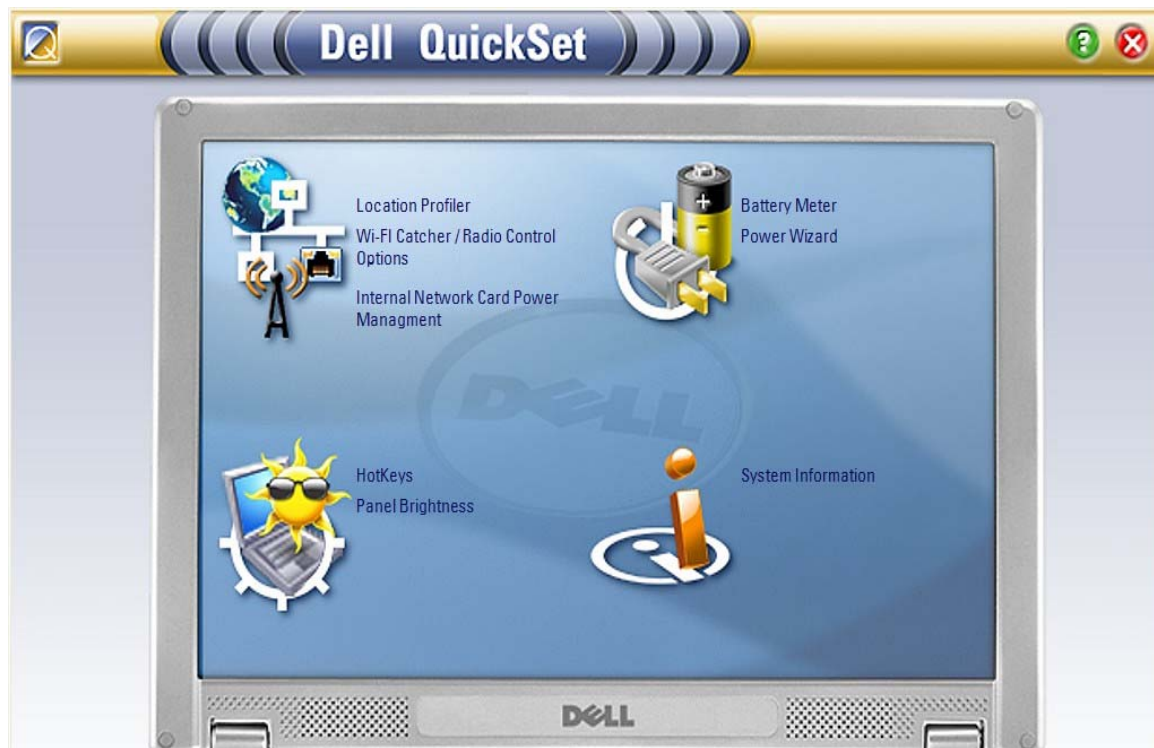 Dell QuickSet
?
Location Profiler
Wi-FI Catcher / Radio Control
Options
Internal Network Card Power
Managment
Battery Meter
Power Wizard
DELL
HotKeys
Panel Brightness
System Information
DELL